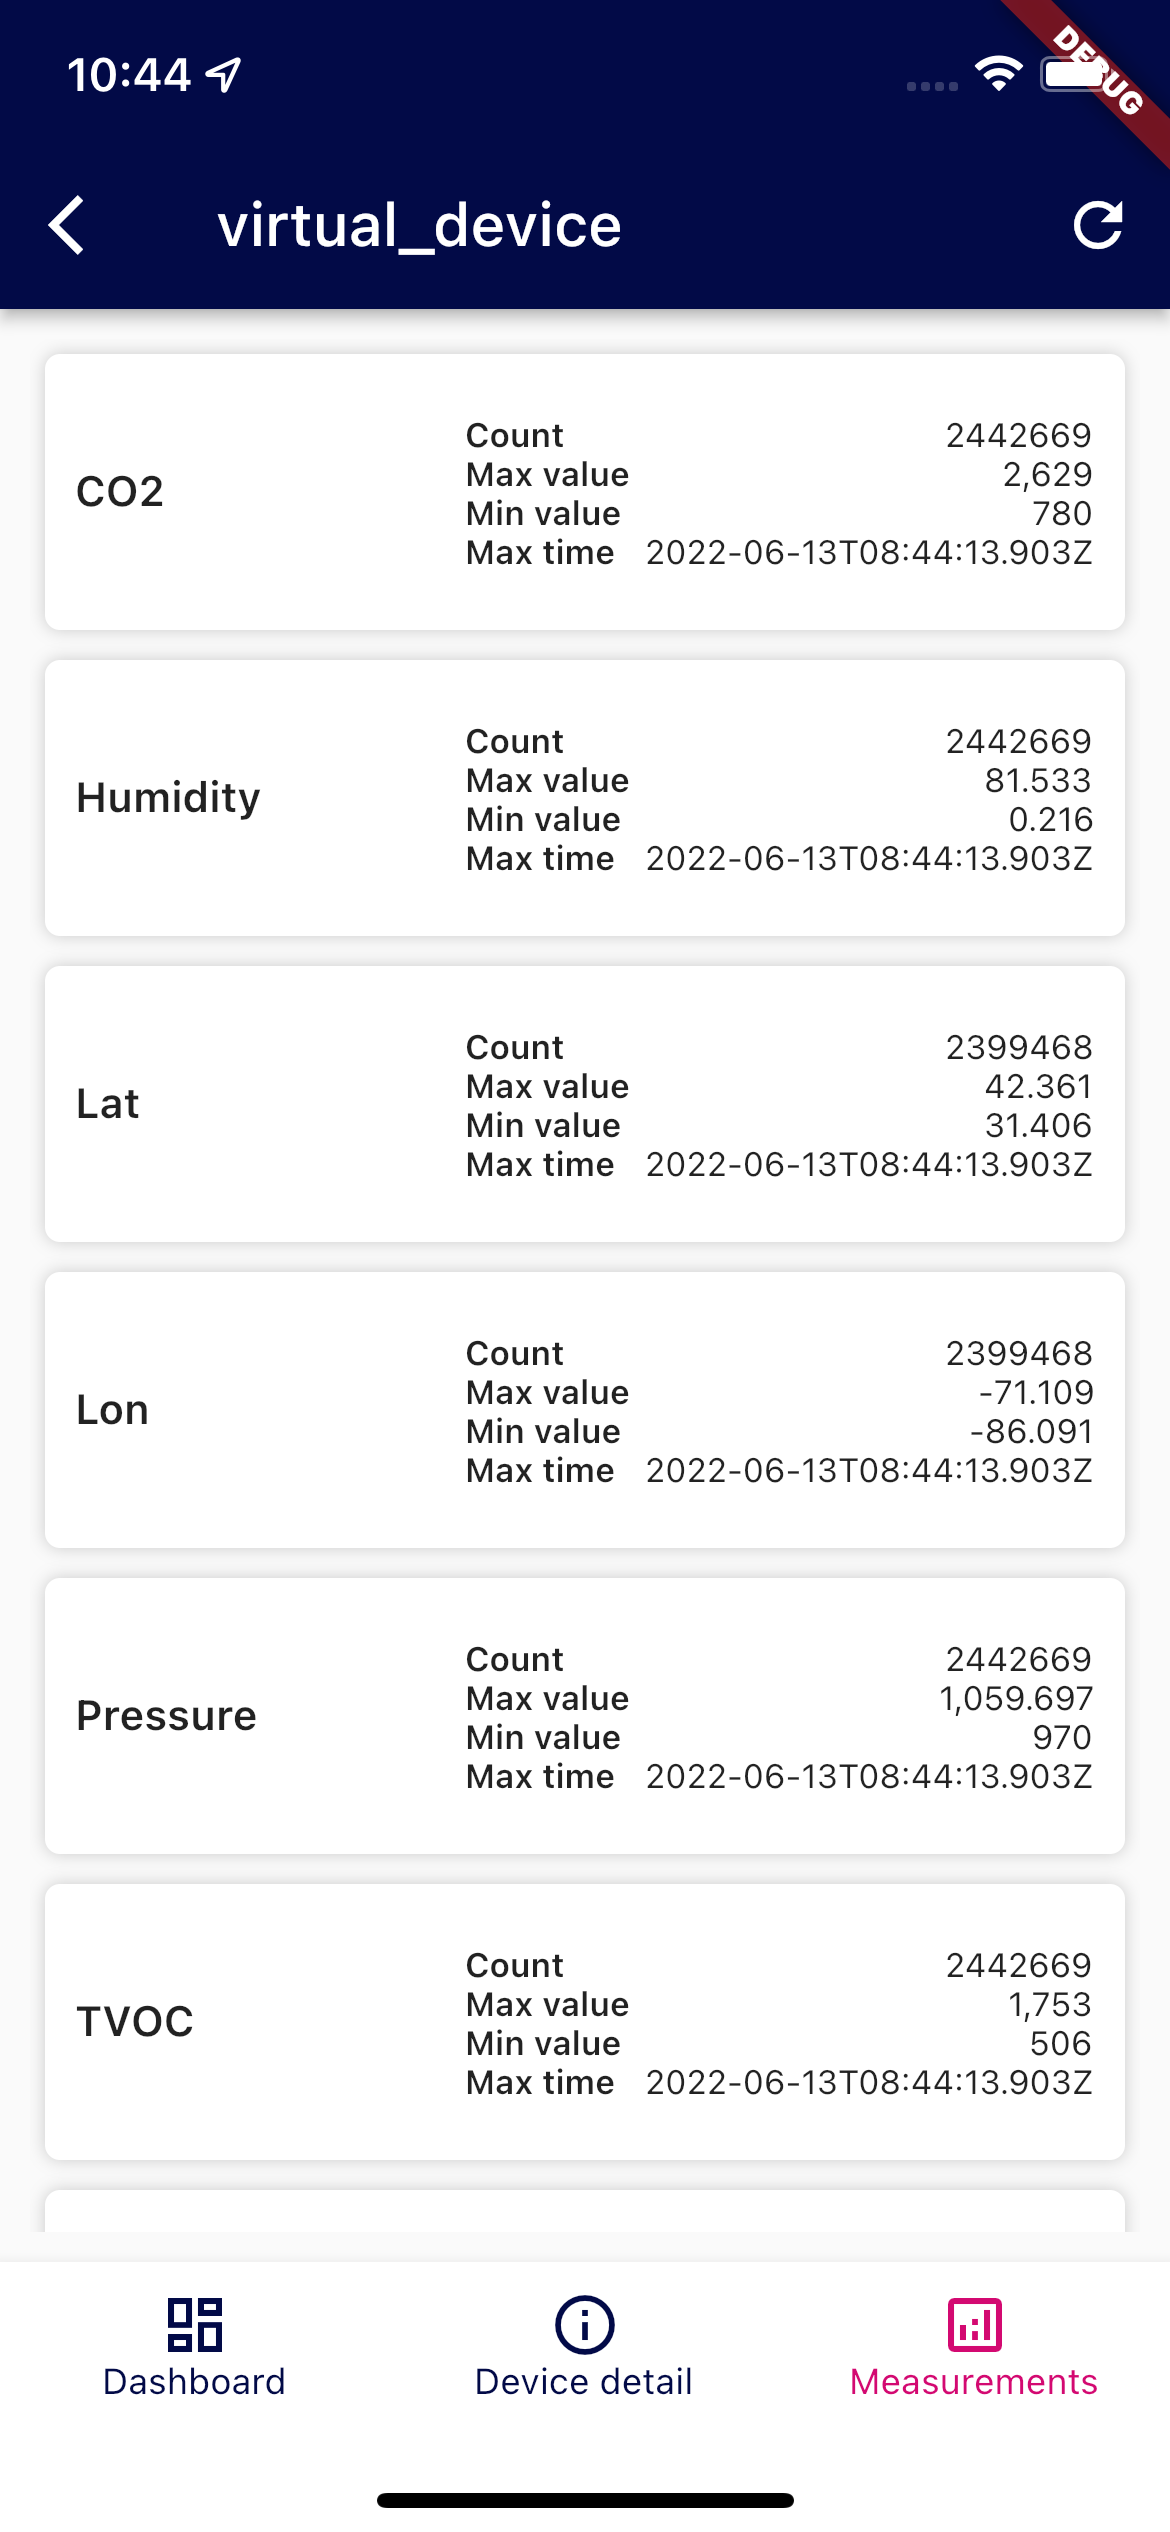 10:44
DEBUG
virtual_device
CO2
Count 2442669
Max value 2,629
Min value 780
Max time 2022-06-13T08:44:13.903Z
Humidity
Count 2442669
Max value 81.533
Min value 0.216
Max time 2022-06-13T08:44:13.903Z
Lat
Count 2399468
Max value 42.361
Min value 31.406
Max time 2022-06-13T08:44:13.903Z
Lon
Count 2399468
Max value -71.109
Min value -86.091
Max time 2022-06-13T08:44:13.903Z
Pressure
Count 2442669
Max value 1,059.697
Min value 970
Max time 2022-06-13T08:44:13.903Z
TVOC
Count 2442669
Max value 1,753
Min value 506
Max time 2022-06-13T08:44:13.903Z
Dashboard
Device detail
Measurements